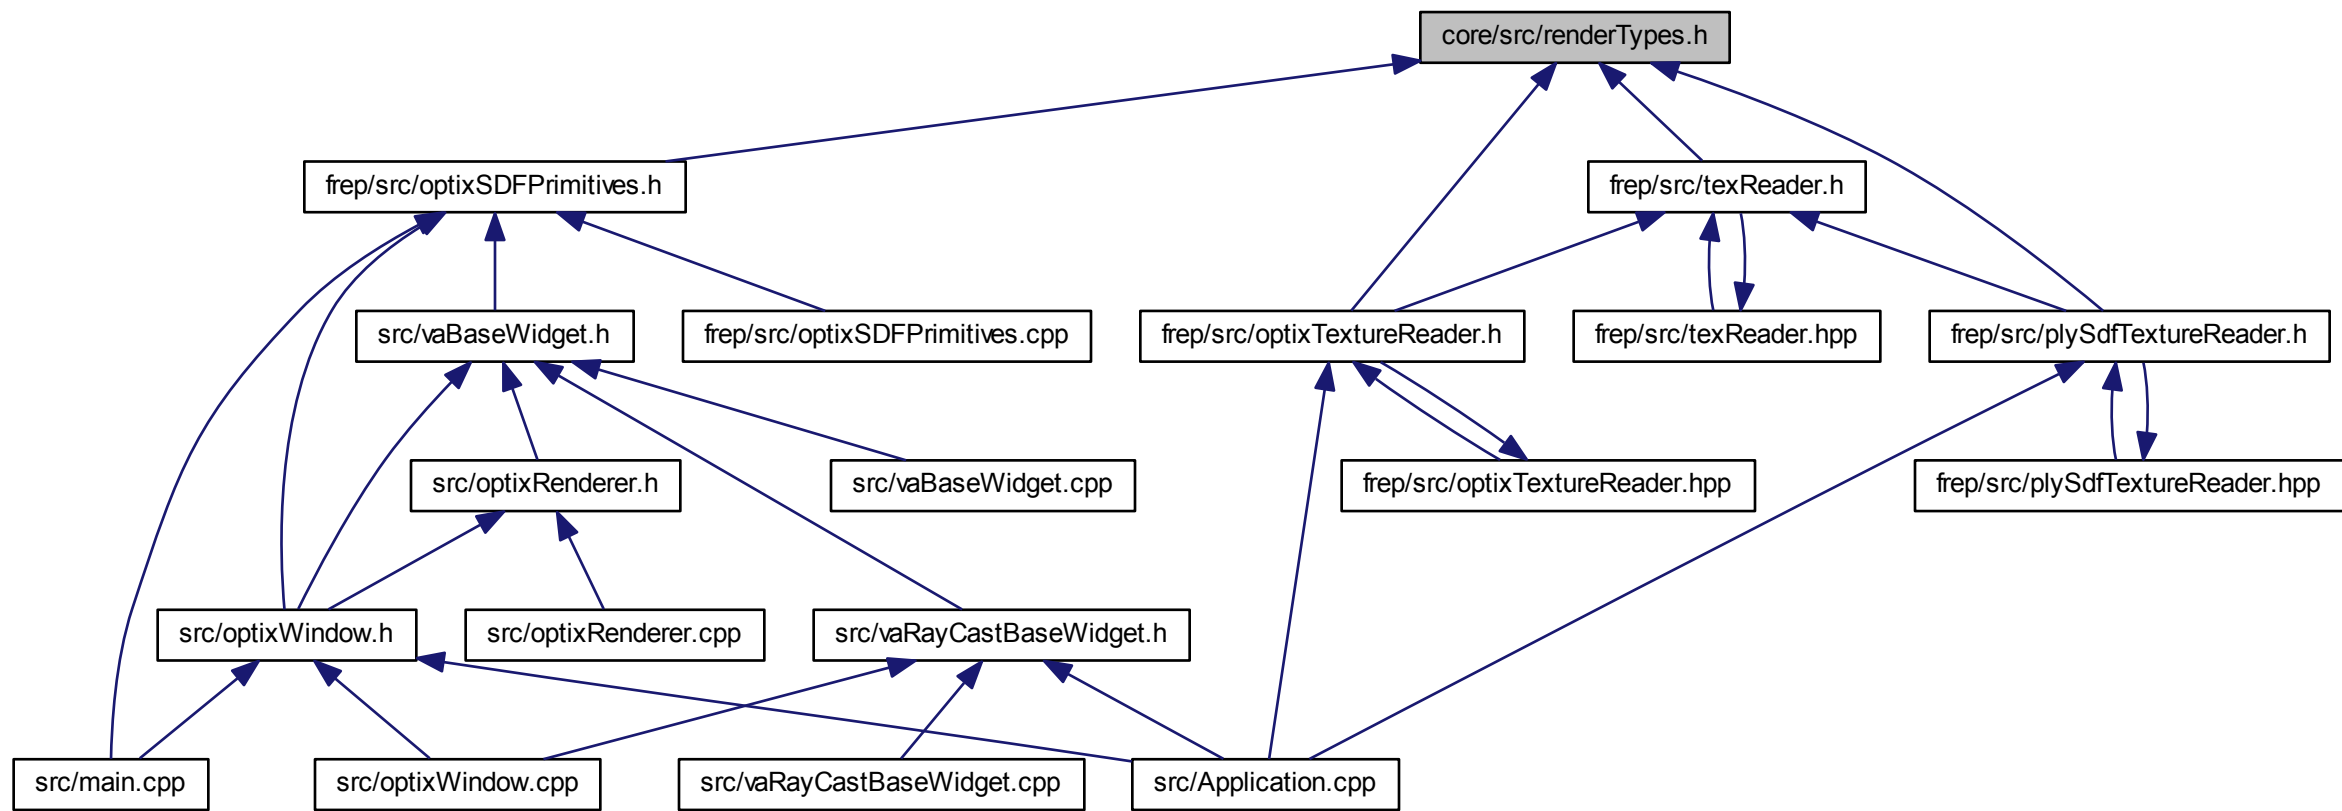 core/src/renderTypes.h
frep/src/optixSDFPrimitives.h
frep/src/texReader.h
src/vaBaseWidget.h
frep/src/optixSDFPrimitives.cpp
frep/src/optixTextureReader.h
frep/src/texReader.hpp
frep/src/plySdfTextureReader.h
src/optixRenderer.h
src/vaBaseWidget.cpp
frep/src/optixTextureReader.hpp
frep/src/plySdfTextureReader.hpp
src/optixWindow.h
src/optixRenderer.cpp
src/vaRayCastBaseWidget.h
src/main.cpp
src/optixWindow.cpp
src/vaRayCastBaseWidget.cpp
src/Application.cpp